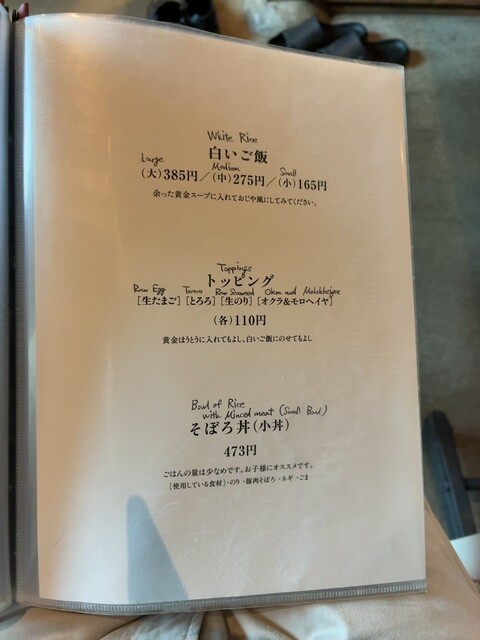 White Rice
白いご飯
Large Medium Small
(大)385円/(中)275円/(小)165円
余った黄金スープに入れておじや風にしてみてください。
Toppings
トッピング
Raw Egg Tororo Raw Seaweed Okra and Molokheiya
[生たまご][とろろ][生のり][オクラ&モロヘイヤ]
(各)110円
黄金ほうとうに入れてもよし、白いご飯にのせてもよし
Bowl of Rice
with Minced meat (Small Bowl)
そぼろ丼(小丼)
473円
ごはんの量は少なめです。お子様にオススメです。
[使用している食材]・のり・豚肉そぼろ・ネギ・ごま